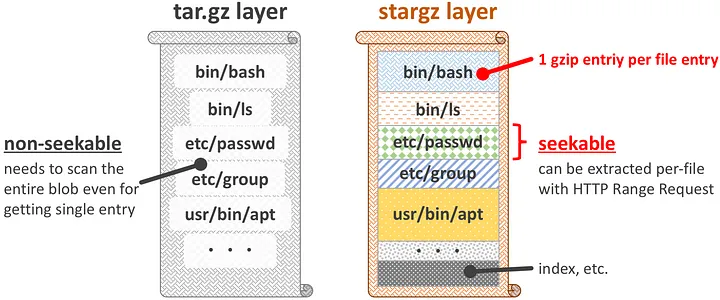 tar.gz layer
bin/bash
bin/ls
etc/passwd
etc/group
usr/bin/apt
• • •
non-seekable
needs to scan the
entire blob even for
getting single entry
stargz layer
bin/bash
bin/ls
etc/passwd
etc/group
usr/bin/apt
• • •
1 gzip entriy per file entry
seekable
can be extracted per-file
with HTTP Range Request
index, etc.